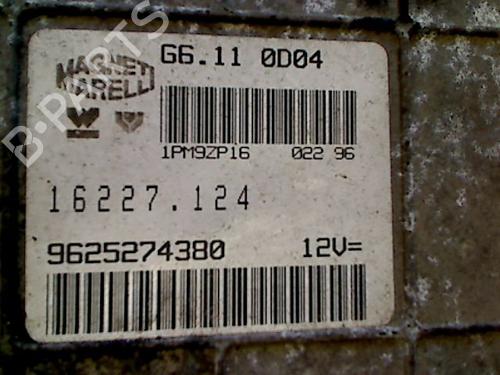 G6.11 0D04
MAGNETI
MARELLI
1PM9ZP16 022 96
16227.124
9625274380 12V=
B-PARTS